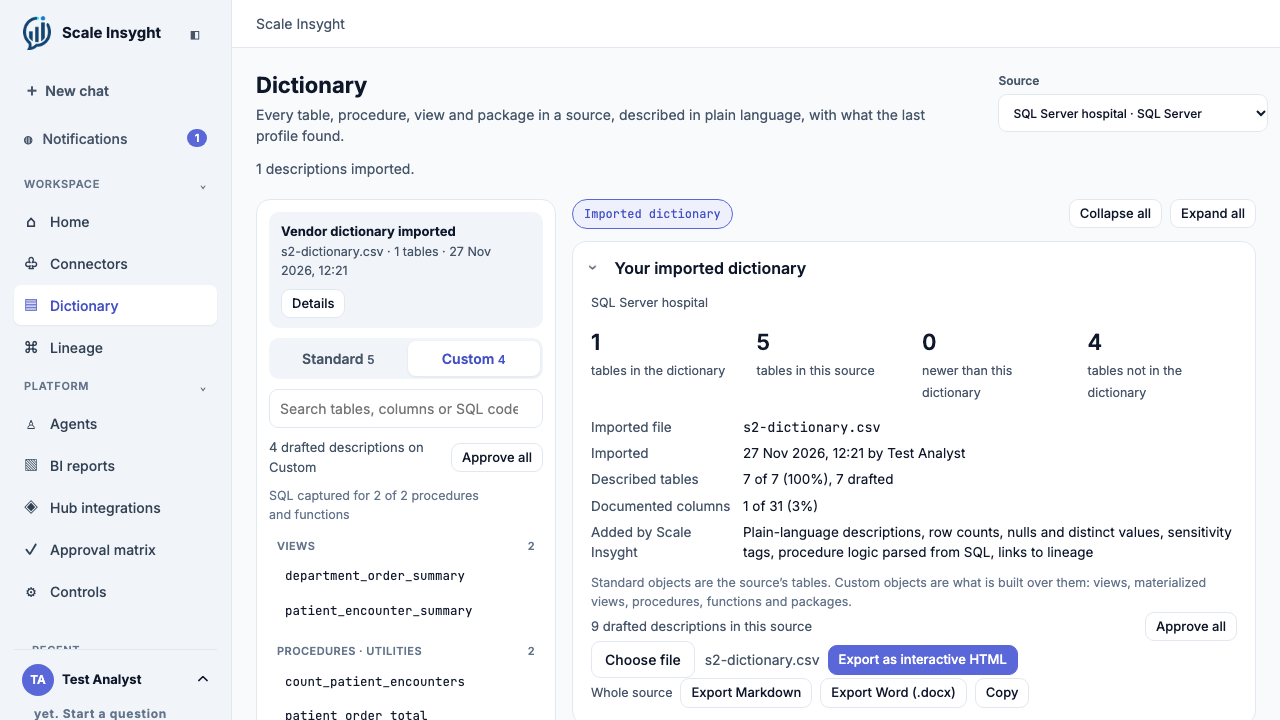 Scale Insyght
+ New chat
Notifications 1
WORKSPACE
Home
Connectors
Dictionary
Lineage
PLATFORM
Agents
BI reports
Hub integrations
Approval matrix
Controls
TA Test Analyst
yet. Start a question
Scale Insyght
Dictionary
Every table, procedure, view and package in a source, described in plain language, with what the last
profile found.
1 descriptions imported.
Source
SQL Server hospital · SQL Server
Vendor dictionary imported
s2-dictionary.csv · 1 tables · 27 Nov
2026, 12:21
Details
Standard 5 Custom 4
Search tables, columns or SQL code
4 drafted descriptions on
Custom
Approve all
SQL captured for 2 of 2 procedures
and functions
VIEWS 2
department_order_summary
patient_encounter_summary
PROCEDURES · UTILITIES 2
count_patient_encounters
patient_order_total
Imported dictionary
Collapse all Expand all
Your imported dictionary
SQL Server hospital
1 5 0 4
tables in the dictionary tables in this source newer than this tables not in the
dictionary dictionary
Imported file s2-dictionary.csv
Imported 27 Nov 2026, 12:21 by Test Analyst
Described tables 7 of 7 (100%), 7 drafted
Documented columns 1 of 31 (3%)
Added by Scale Plain-language descriptions, row counts, nulls and distinct values, sensitivity
Insyght tags, procedure logic parsed from SQL, links to lineage
Standard objects are the source's tables. Custom objects are what is built over them: views, materialized
views, procedures, functions and packages.
9 drafted descriptions in this source Approve all
Choose file s2-dictionary.csv Export as interactive HTML
Whole source Export Markdown Export Word (.docx) Copy